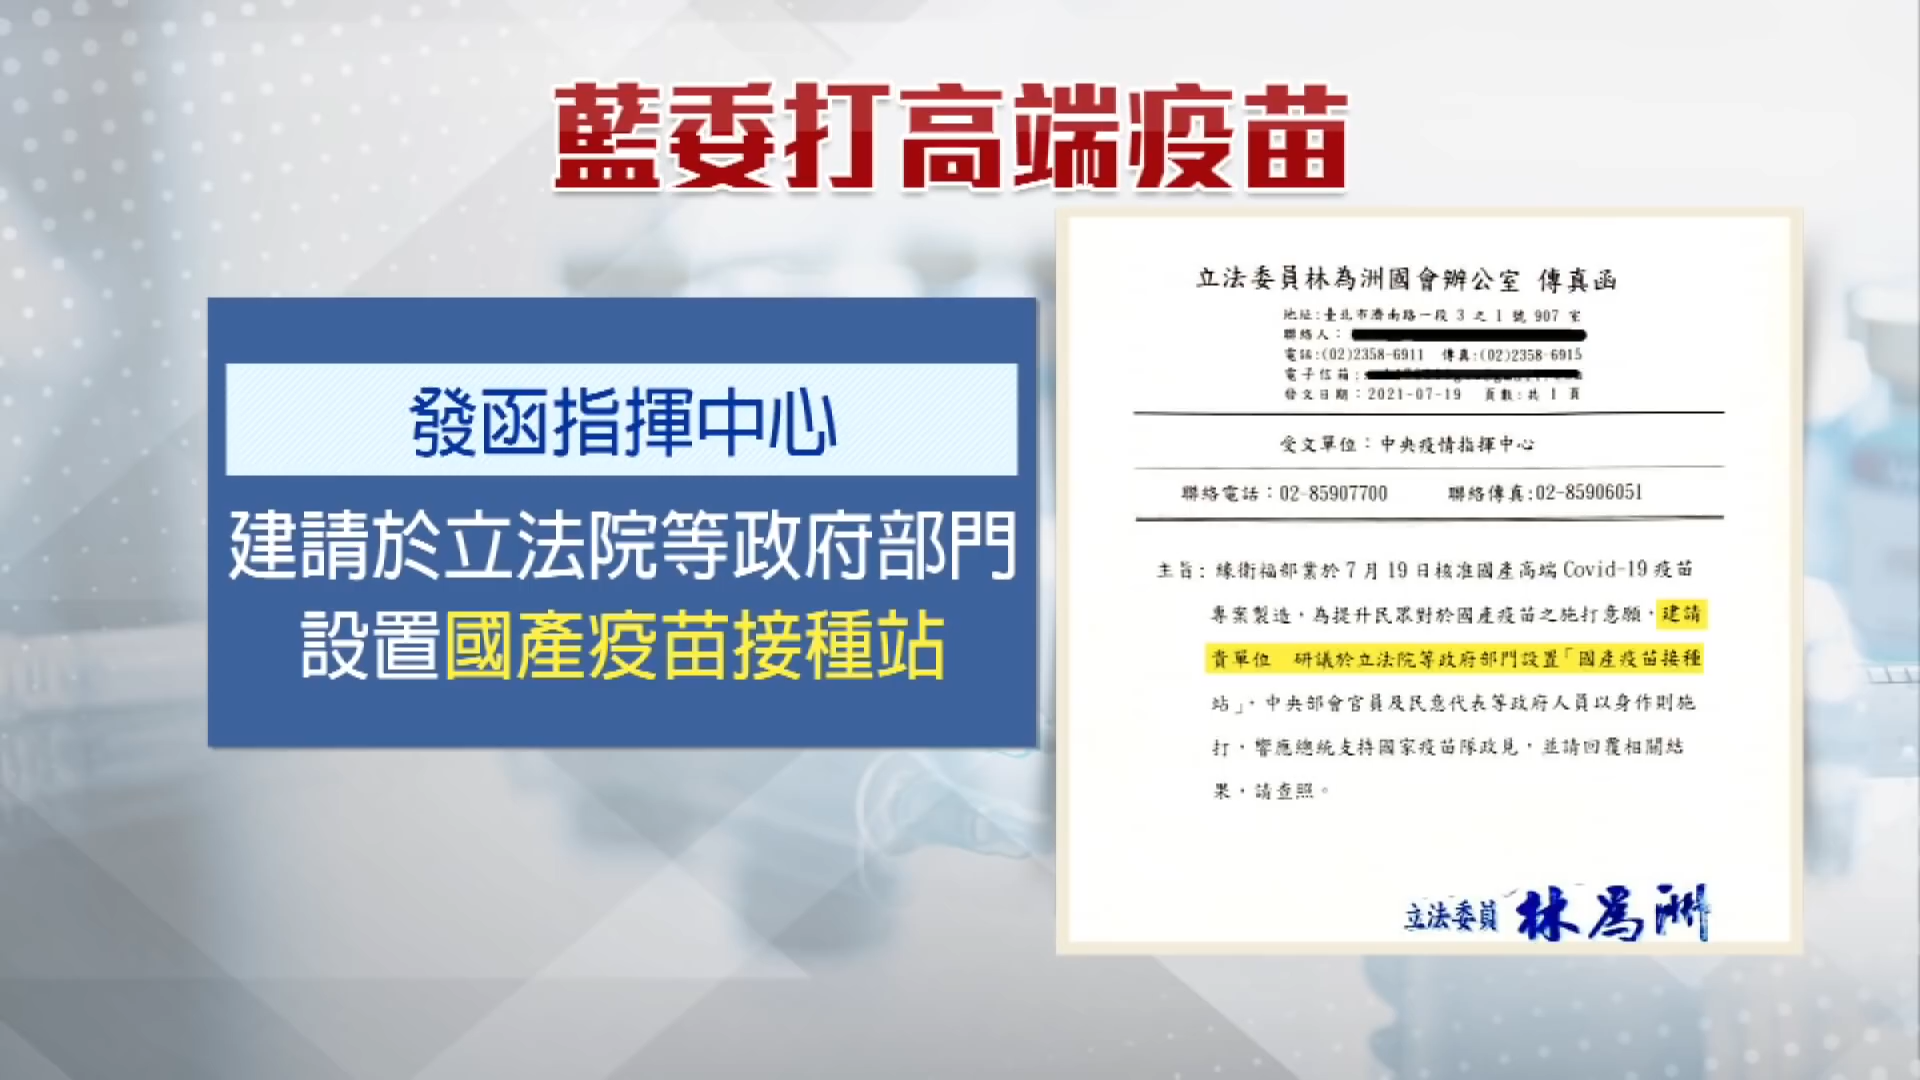 藍委打高端疫苗
發函指揮中心
建請於立法院等政府部門
設置國產疫苗接種站
立法委員林為洲國會辦公室 傳真函
地址:臺北市濟南路一段 3 之 1 號 907 室
聯絡人:
電話:(02)2358-6911 傳真:(02)2358-6915
電子信箱:
發文日期:2021-07-19 頁數:共 1 頁
受文單位:中央疫情指揮中心
聯絡電話:02-85907700 聯絡傳真:02-85906051
主旨:緣衛福部業於 7 月 19 日核准國產高端 Covid-19 疫苗
專案製造,為提升民眾對於國產疫苗之施打意願,建請
貴單位 研議於立法院等政府部門設置「國產疫苗接種
站」,中央部會官員及民意代表等政府人員以身作則施
打,響應總統支持國家疫苗隊政見,並請回覆相關結
果,請查照。
立法委員 林為洲